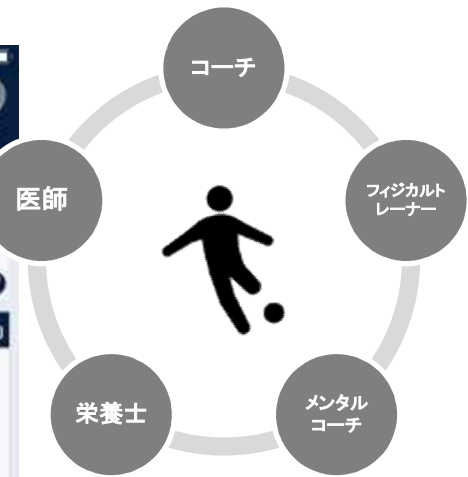 コーチ
フィジカルト
レーナー
メンタル
コーチ
栄養士
医師